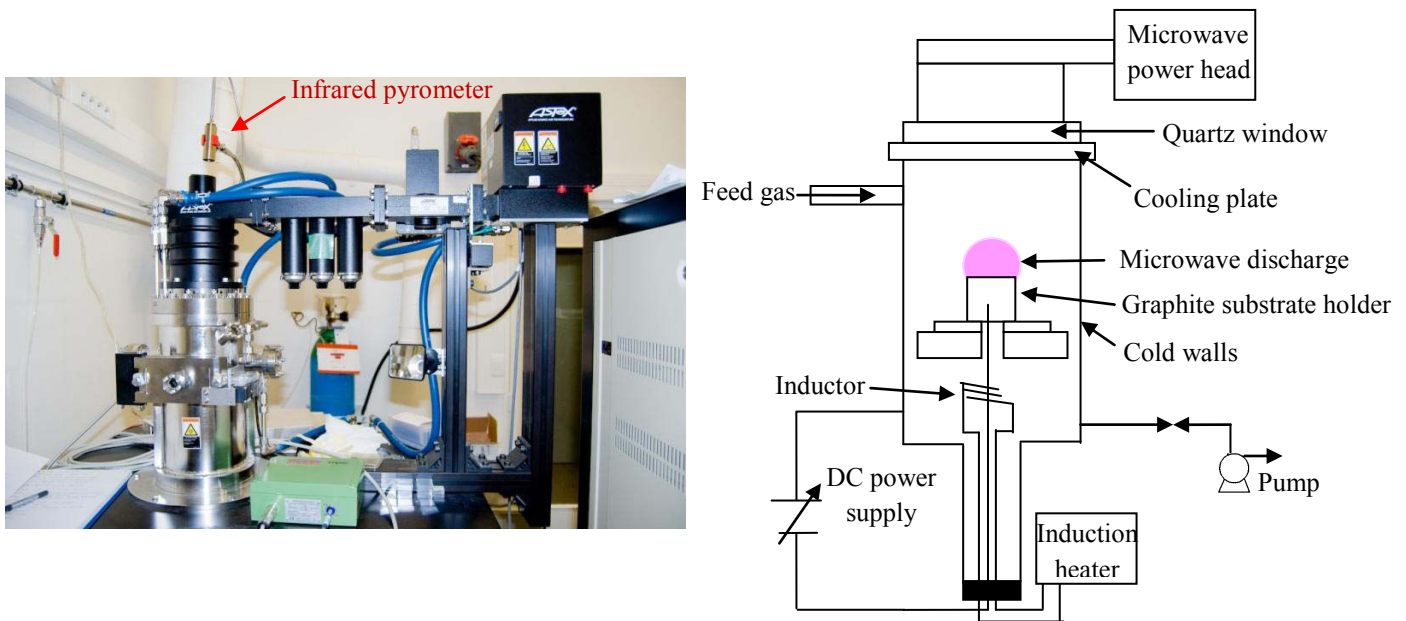 Infrared pyrometer
ASTeX
ASTeX
Microwave
power head
Quartz window
Cooling plate
Feed gas
Microwave discharge
Graphite substrate holder
Cold walls
Inductor
DC power
supply
Pump
Induction
heater